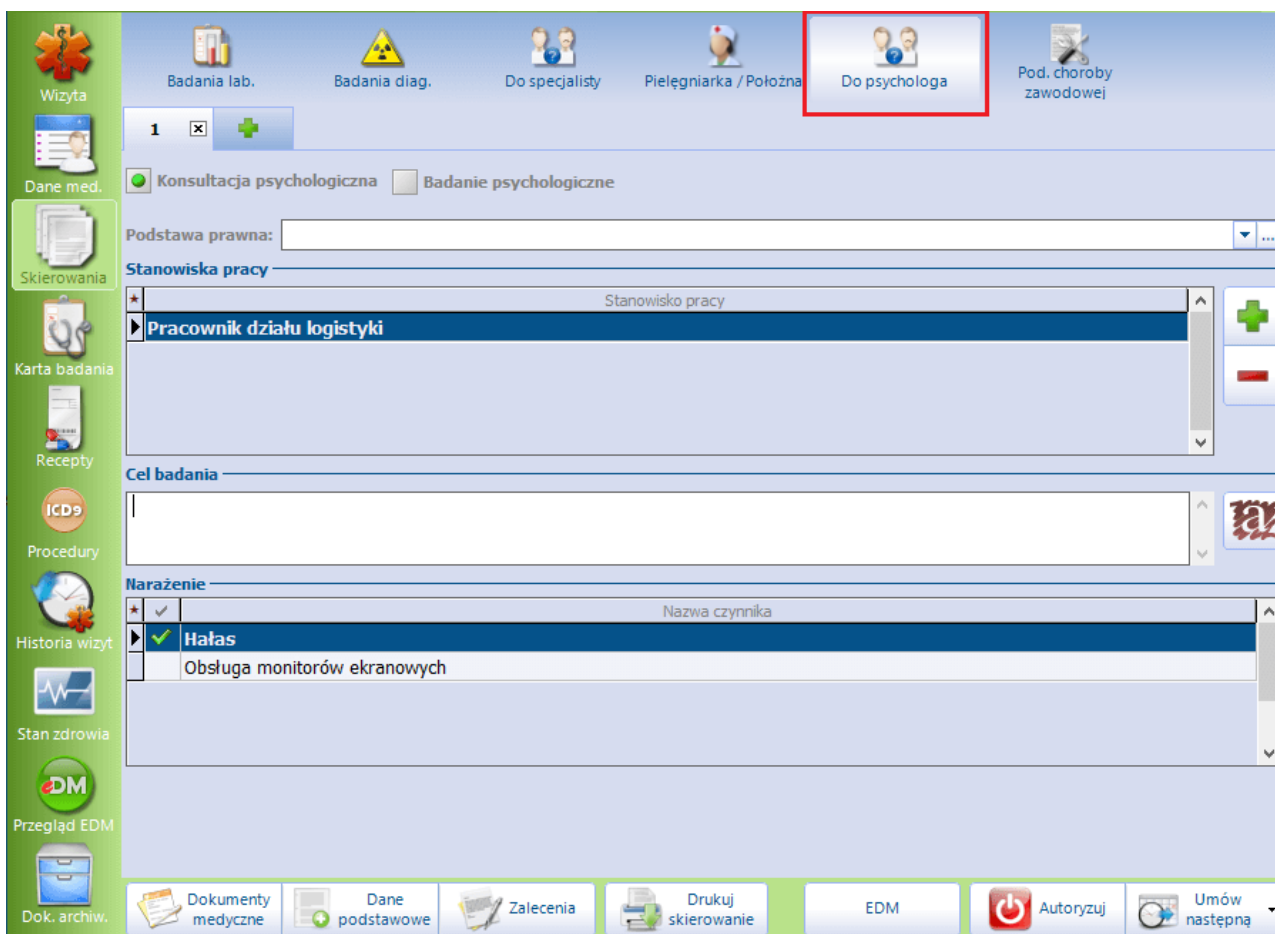 Wizyta
Badania lab.
Badania diag.
Do specjalisty
Pielęgniarka / Położna
Do psychologa
Pod. choroby
zawodowej
1
Dane med.
Konsultacja psychologiczna
Badanie psychologiczne
Skierowania
Podstawa prawna:
...
Stanowiska pracy
Stanowisko pracy
Pracownik działu logistyki
Karta badania
Recepty
Cel badania
ICD9
Procedury
Narażenie
Nazwa czynnika
Hałas
Obsługa monitorów ekranowych
Historia wizyt
Stan zdrowia
eDM
Przegląd EDM
Dok. archiw.
Dokumenty
medyczne
Dane
podstawowe
Zalecenia
Drukuj
skierowanie
EDM
Autoryzuj
Umów
następną